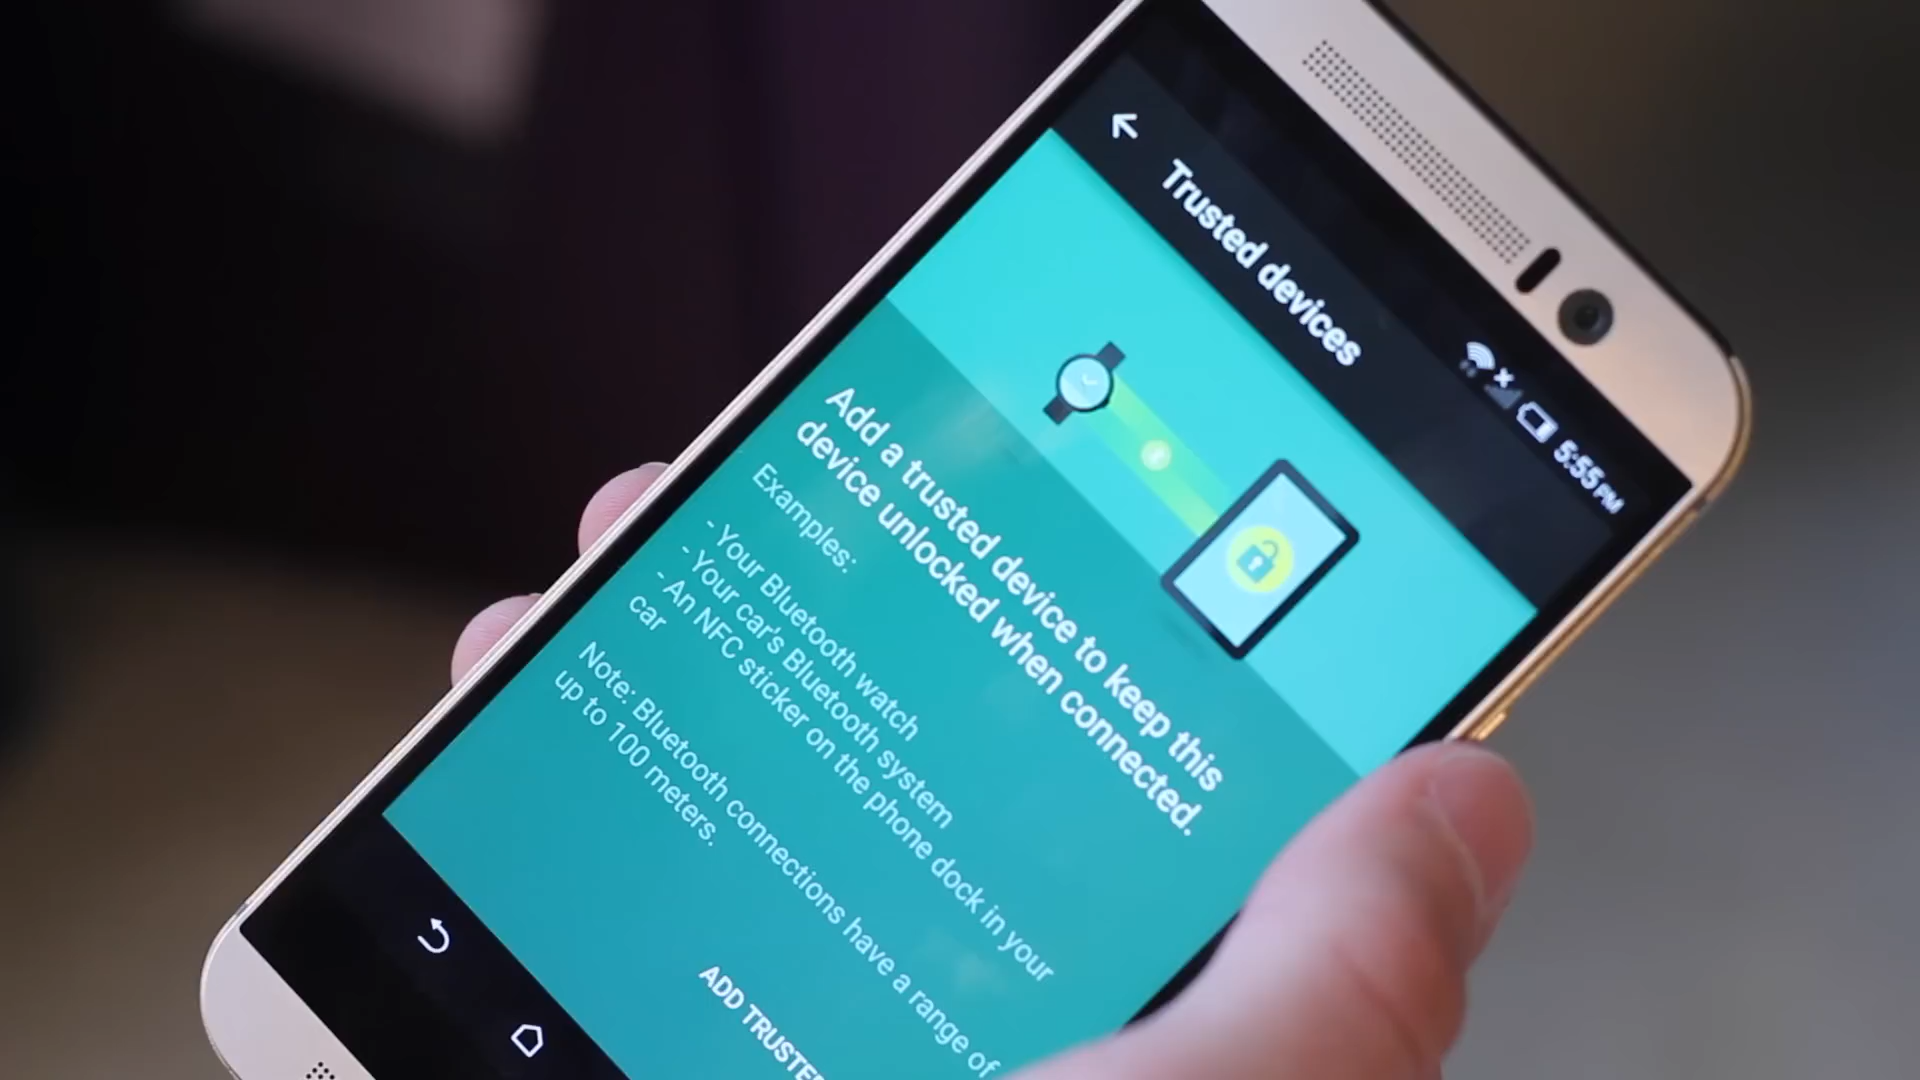 5:55 PM
Trusted devices
Add a trusted device to keep this
device unlocked when connected.
Examples:
- Your Bluetooth watch
- Your car's Bluetooth system
- An NFC sticker on the phone dock in your
car
Note: Bluetooth connections have a range of
up to 100 meters.
ADD